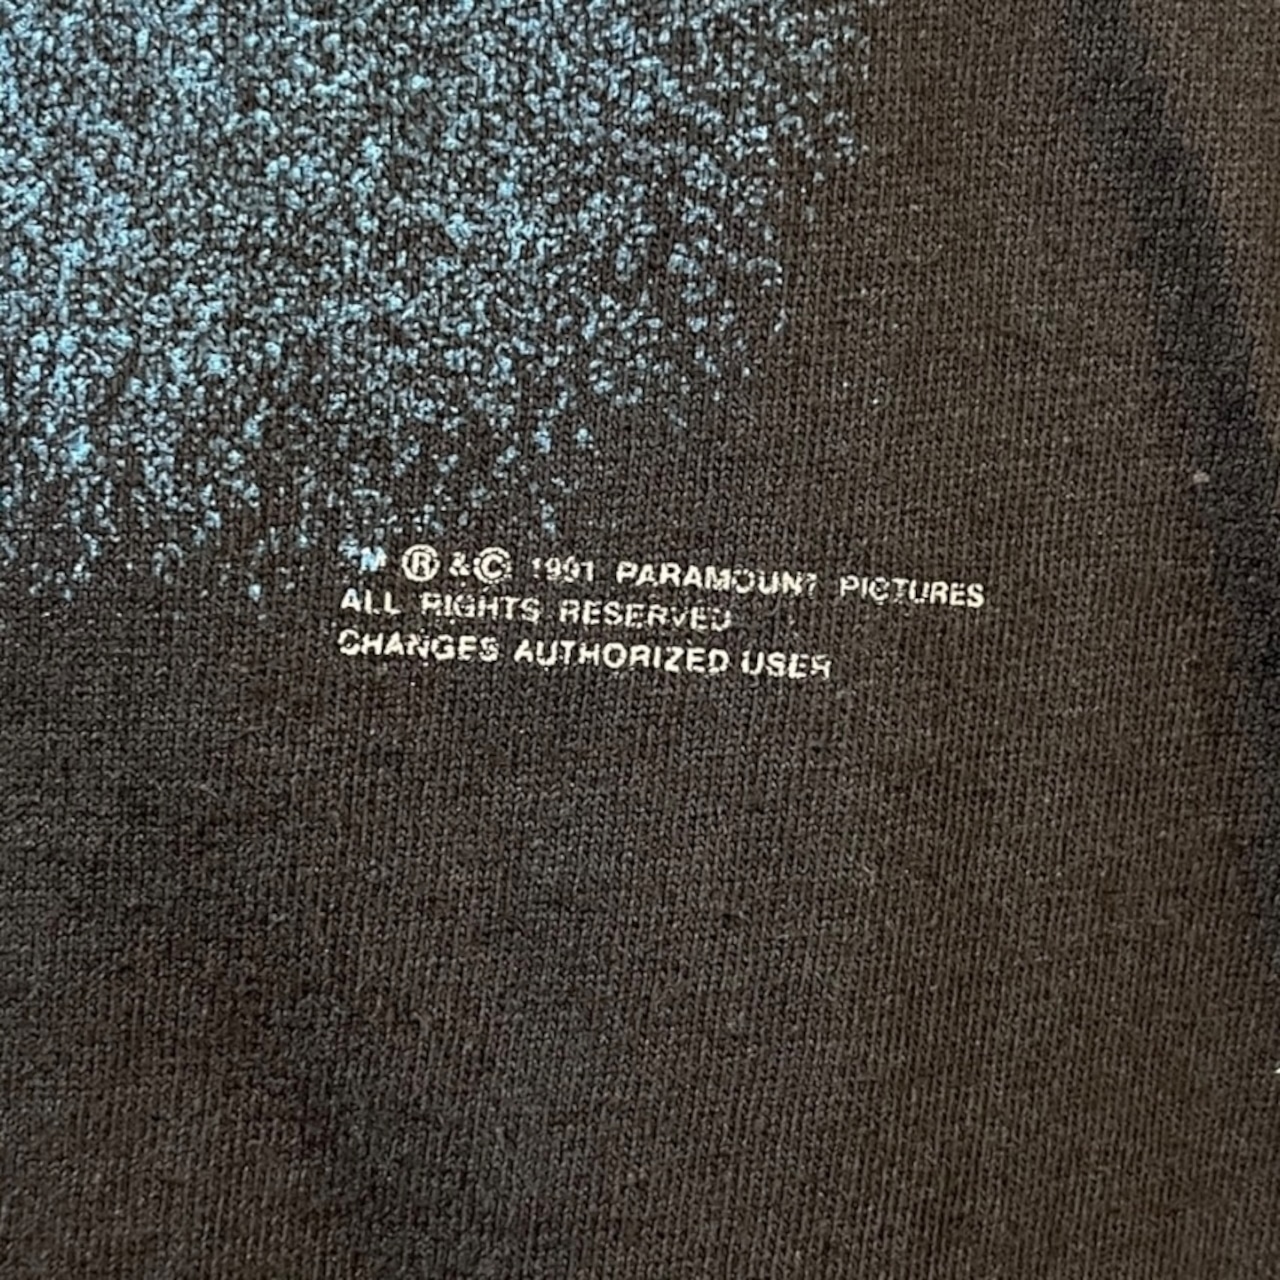 ™ ® & © 1991 PARAMOUNT PICTURES
ALL RIGHTS RESERVED
CHANGES AUTHORIZED USER